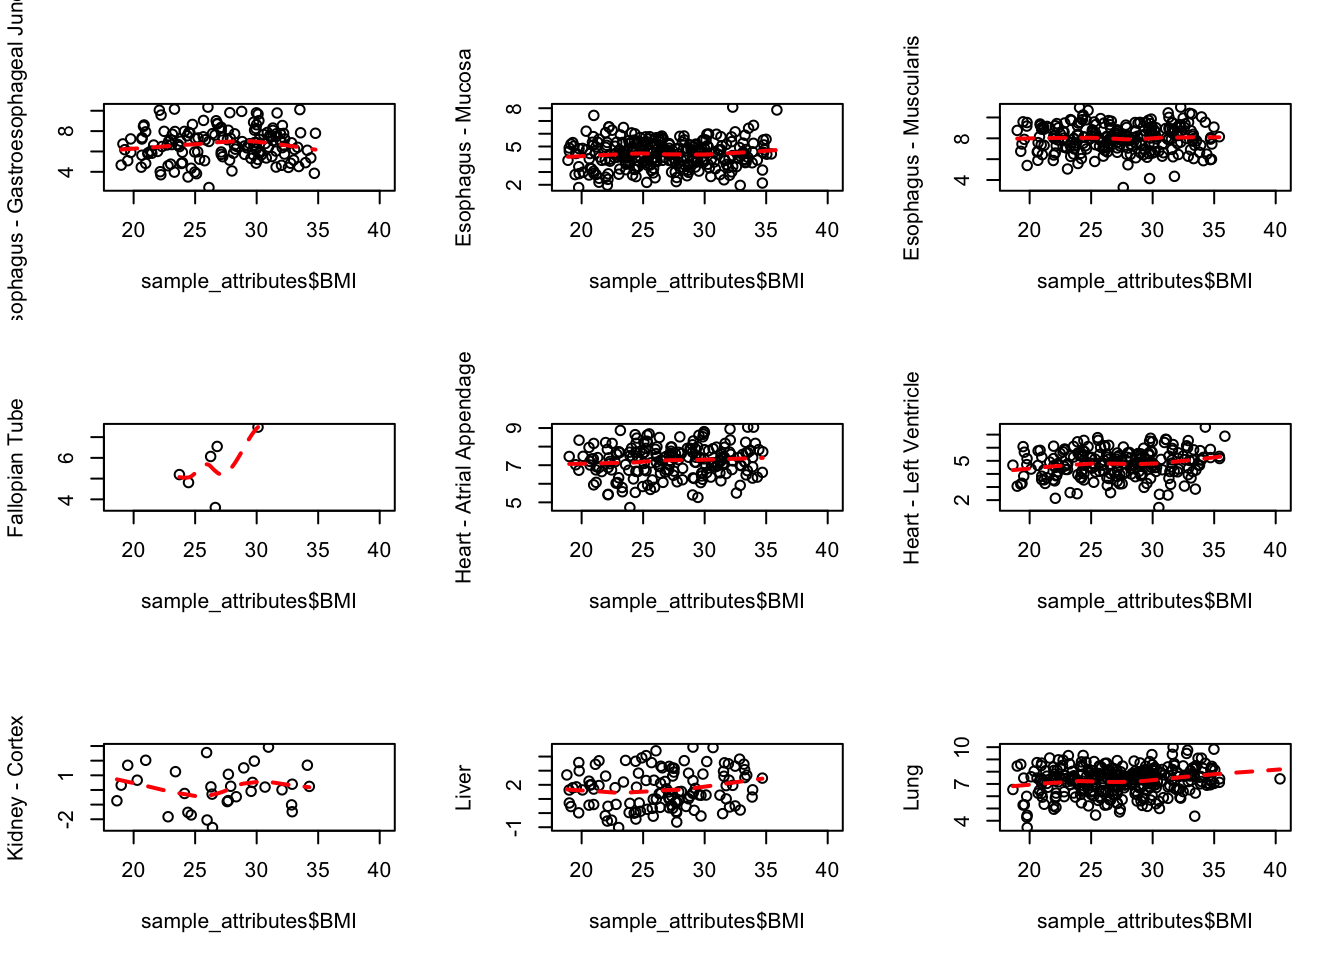 sophagus - Gastroesophageal Junc
8
4
20 25 30 35 40
sample_attributes$BMI
Esophagus - Mucosa
8
5
2
20 25 30 35 40
sample_attributes$BMI
Esophagus - Muscularis
8
4
20 25 30 35 40
sample_attributes$BMI
Fallopian Tube
6
4
20 25 30 35 40
sample_attributes$BMI
Heart - Atrial Appendage
9
7
5
20 25 30 35 40
sample_attributes$BMI
Heart - Left Ventricle
5
2
20 25 30 35 40
sample_attributes$BMI
Kidney - Cortex
1
-2
20 25 30 35 40
sample_attributes$BMI
Liver
2
-1
20 25 30 35 40
sample_attributes$BMI
Lung
10
7
4
20 25 30 35 40
sample_attributes$BMI